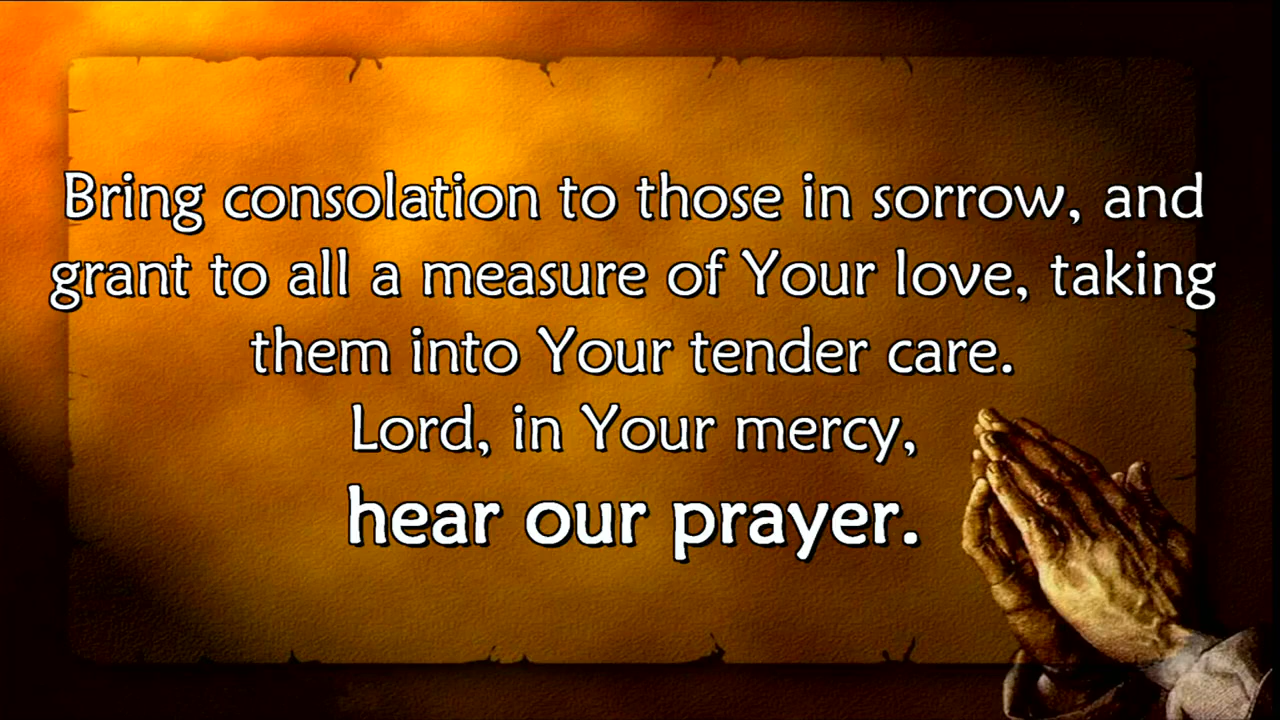 Bring consolation to those in sorrow, and
grant to all a measure of Your love, taking
them into Your tender care.
Lord, in Your mercy,
hear our prayer.